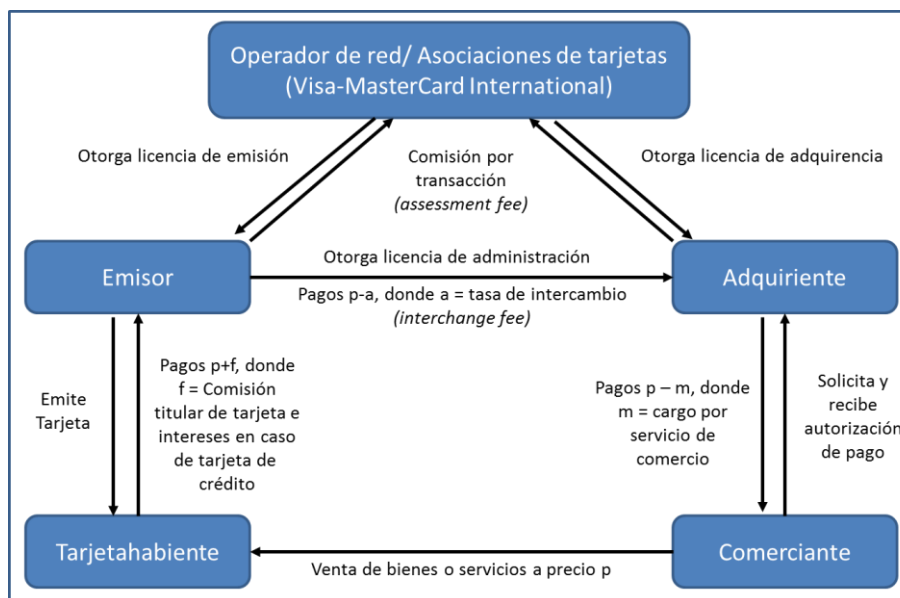 Operador de red/ Asociaciones de tarjetas
(Visa-MasterCard International)
Otorga licencia de emisión
Comisión por
transacción
(assessment fee)
Otorga licencia de adquirencia
Emisor
Otorga licencia de administración
Pagos p-a, donde a = tasa de intercambio
(interchange fee)
Adquiriente
Emite
Tarjeta
Pagos p+f, donde
f = Comisión
titular de tarjeta e
intereses en caso
de tarjeta de
crédito
Pagos p – m, donde
m = cargo por
servicio de
comercio
Solicita y
recibe
autorización
de pago
Tarjetahabiente
Venta de bienes o servicios a precio p
Comerciante